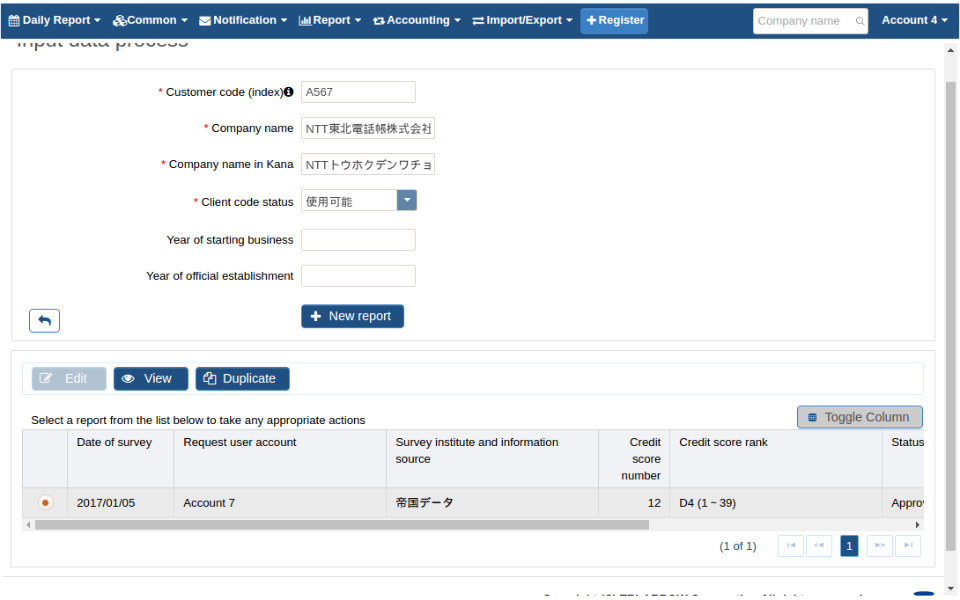 Daily Report Common Notification Report Accounting Import/Export + Register Company name Account 4
Input data process
* Customer code (index) A567
* Company name NTT東北電話帳株式会社
* Company name in Kana NTTトウホクデンワチョ
* Client code status 使用可能
Year of starting business
Year of official establishment
+ New report
Edit View Duplicate
Select a report from the list below to take any appropriate actions
Toggle Column
Date of survey Request user account Survey institute and information source Credit score number Credit score rank Status
2017/01/05 Account 7 帝国データ 12 D4 (1 ~ 39) Approv
(1 of 1) 1